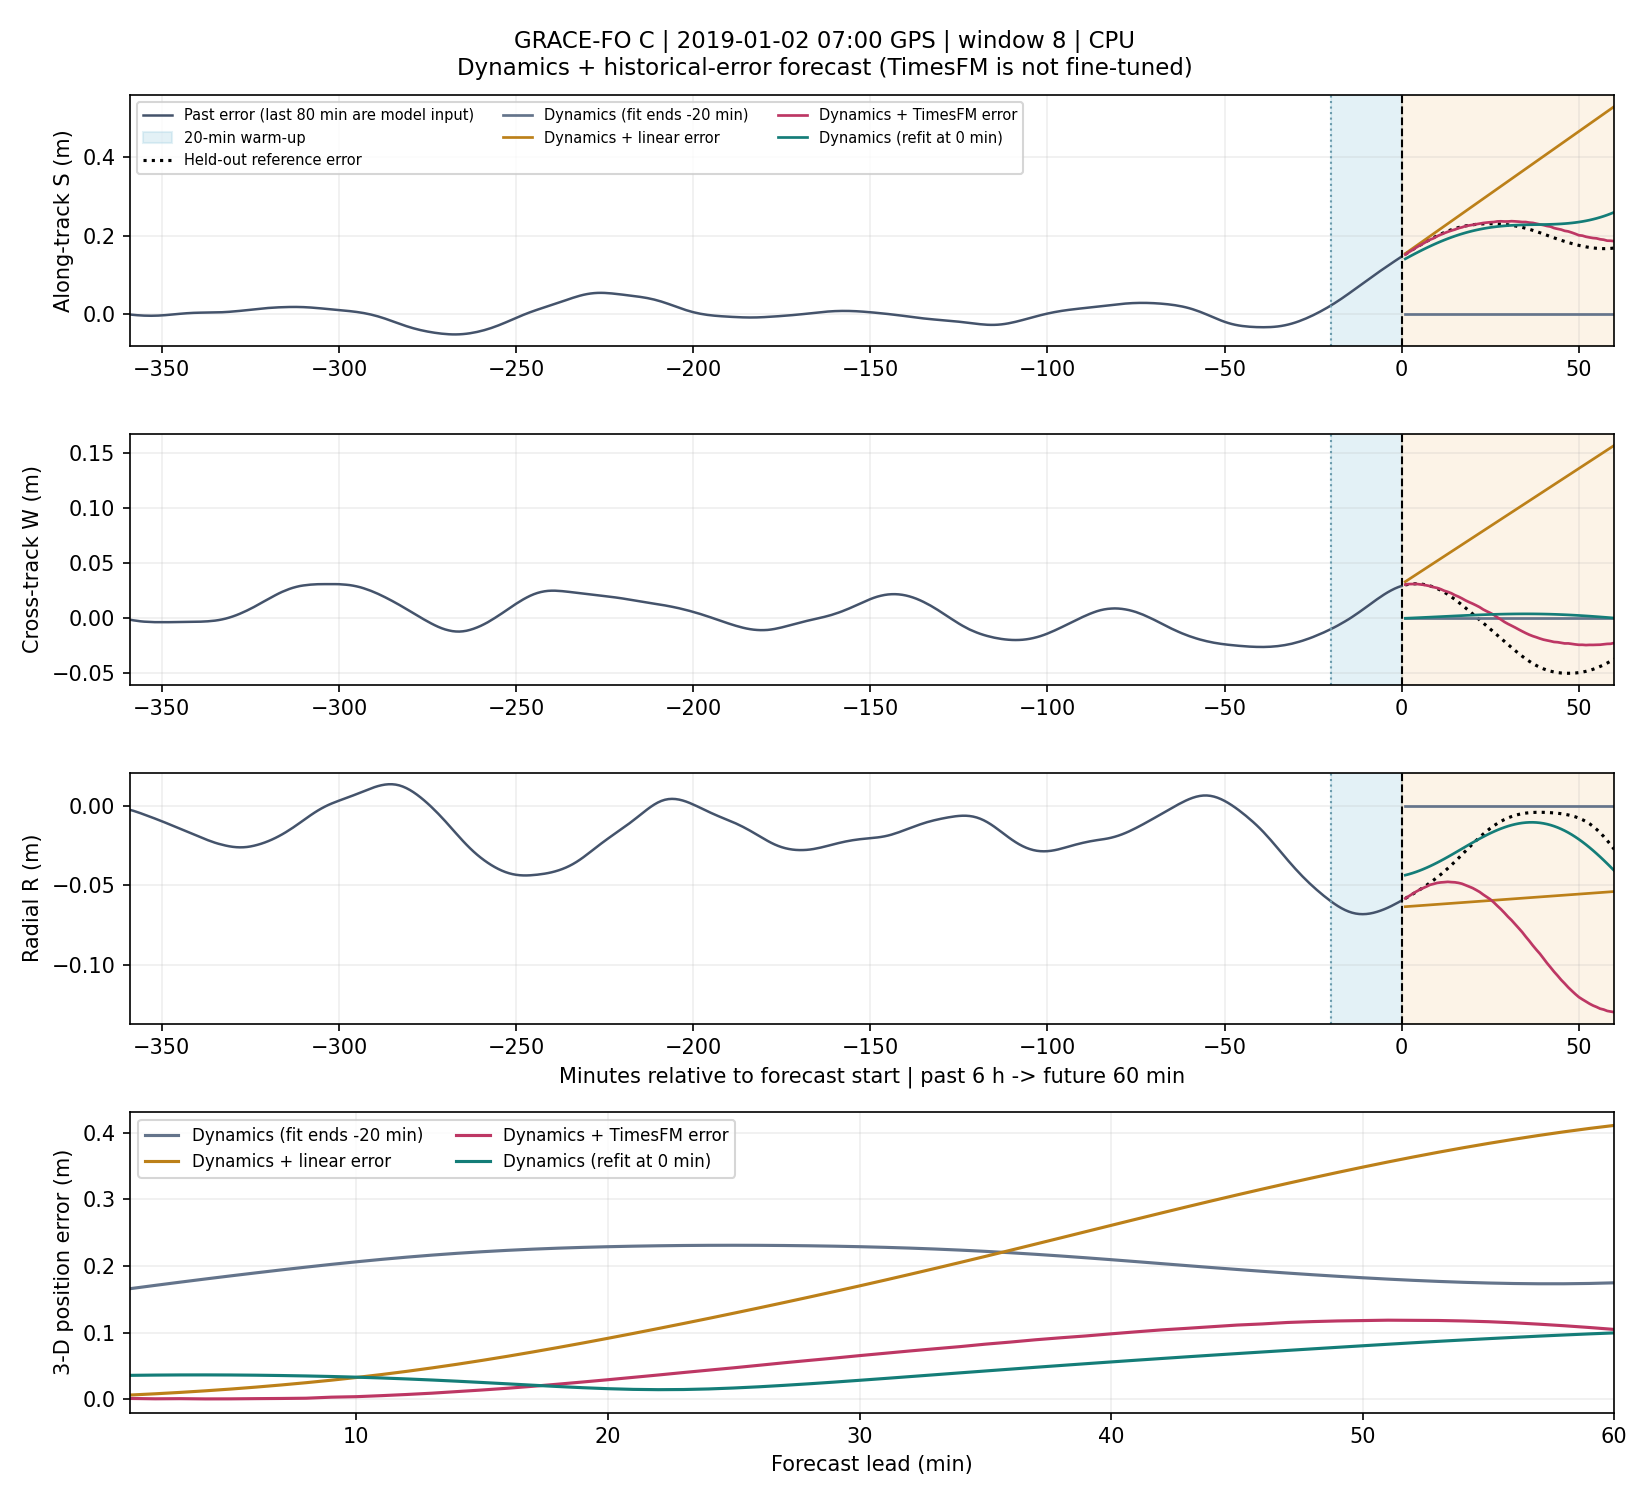 GRACE-FO C | 2019-01-02 07:00 GPS | window 8 | CPU
Dynamics + historical-error forecast (TimesFM is not fine-tuned)
Past error (last 80 min are model input)
20-min warm-up
Held-out reference error
Dynamics (fit ends -20 min)
Dynamics + linear error
Dynamics + TimesFM error
Dynamics (refit at 0 min)
Along-track S (m)
0.4
0.2
0.0
−350 −300 −250 −200 −150 −100 −50 0 50
Cross-track W (m)
0.15
0.10
0.05
0.00
−0.05
−350 −300 −250 −200 −150 −100 −50 0 50
Radial R (m)
0.00
−0.05
−0.10
−350 −300 −250 −200 −150 −100 −50 0 50
Minutes relative to forecast start | past 6 h -> future 60 min
Dynamics (fit ends -20 min)
Dynamics + linear error
Dynamics + TimesFM error
Dynamics (refit at 0 min)
3-D position error (m)
0.4
0.3
0.2
0.1
0.0
10 20 30 40 50 60
Forecast lead (min)